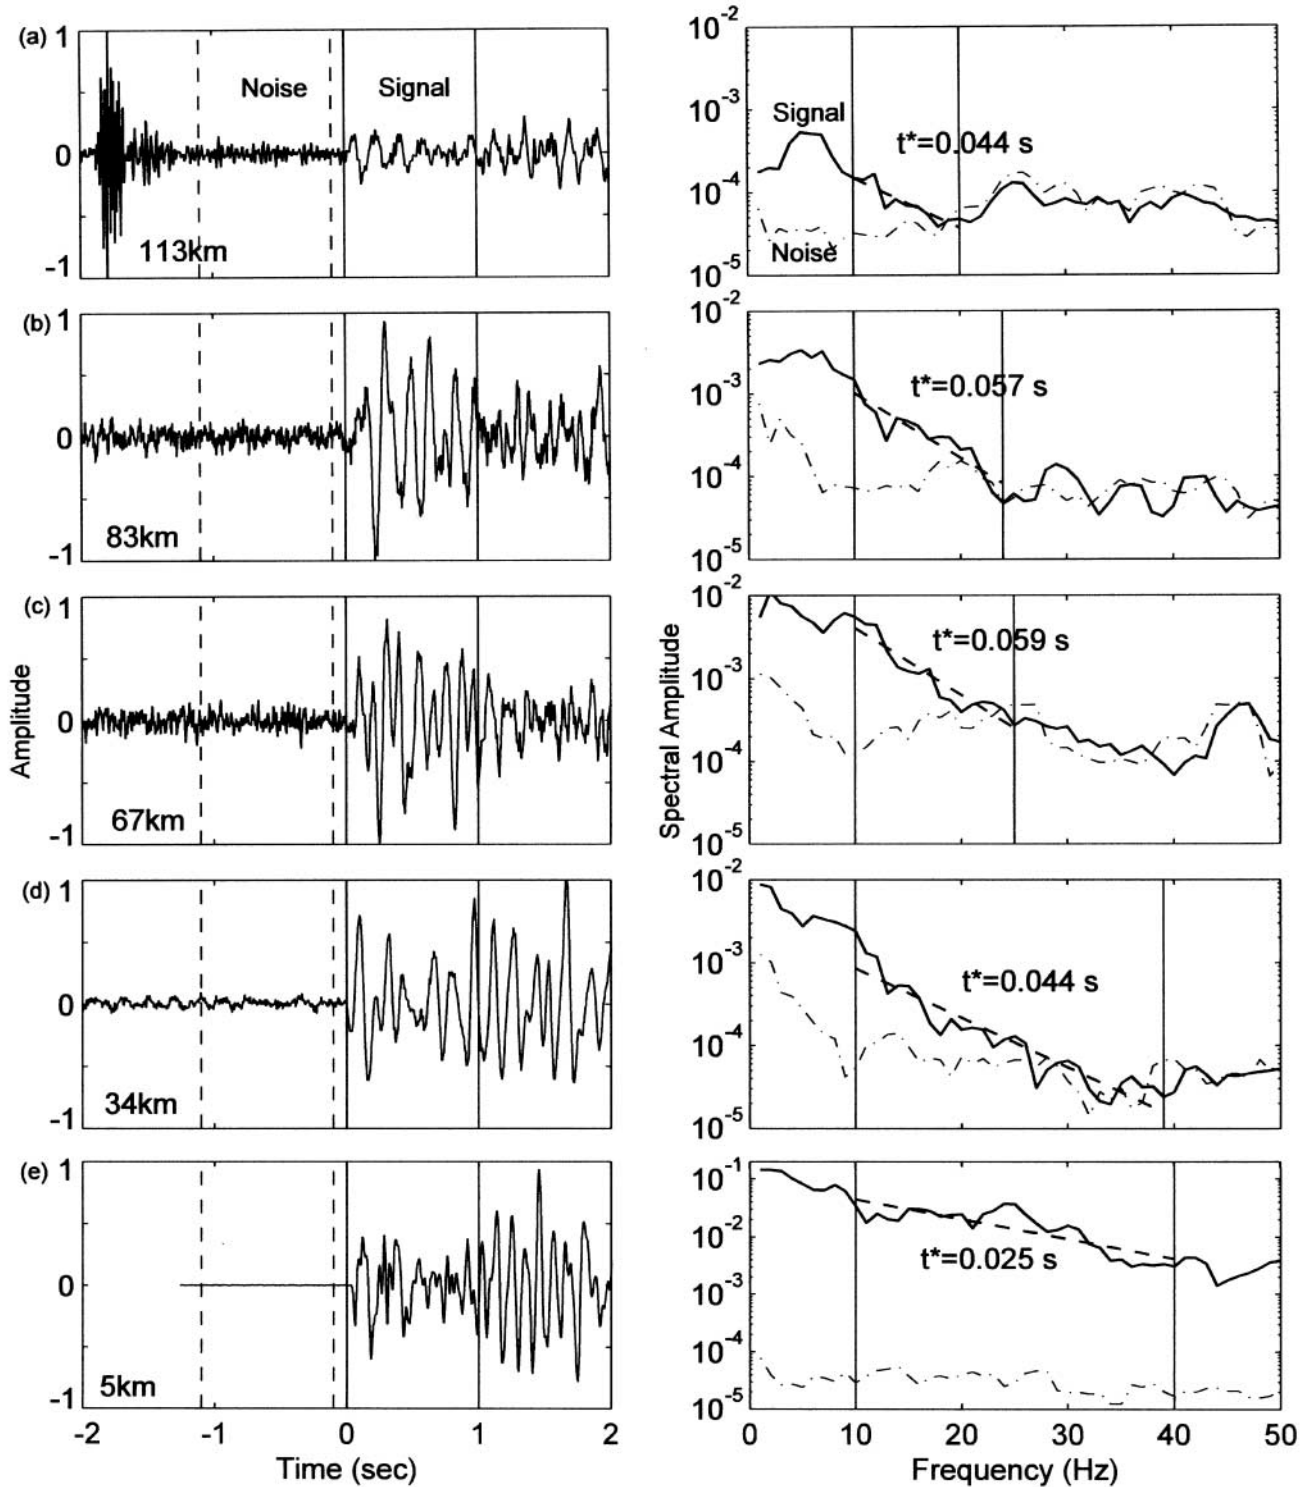 (a)
1
0
-1
Noise
Signal
113km
10-2
10-3
10-4
10-5
Signal
t*=0.044 s
Noise
(b)
1
0
-1
83km
10-2
10-3
10-4
10-5
t*=0.057 s
(c)
1
0
-1
67km
Amplitude
10-2
10-3
10-4
10-5
t*=0.059 s
Spectral Amplitude
(d)
1
0
-1
34km
10-2
10-3
10-4
10-5
t*=0.044 s
(e)
1
0
-1
5km
10-1
10-2
10-3
10-4
10-5
t*=0.025 s
-2 -1 0 1 2
Time (sec)
0 10 20 30 40 50
Frequency (Hz)